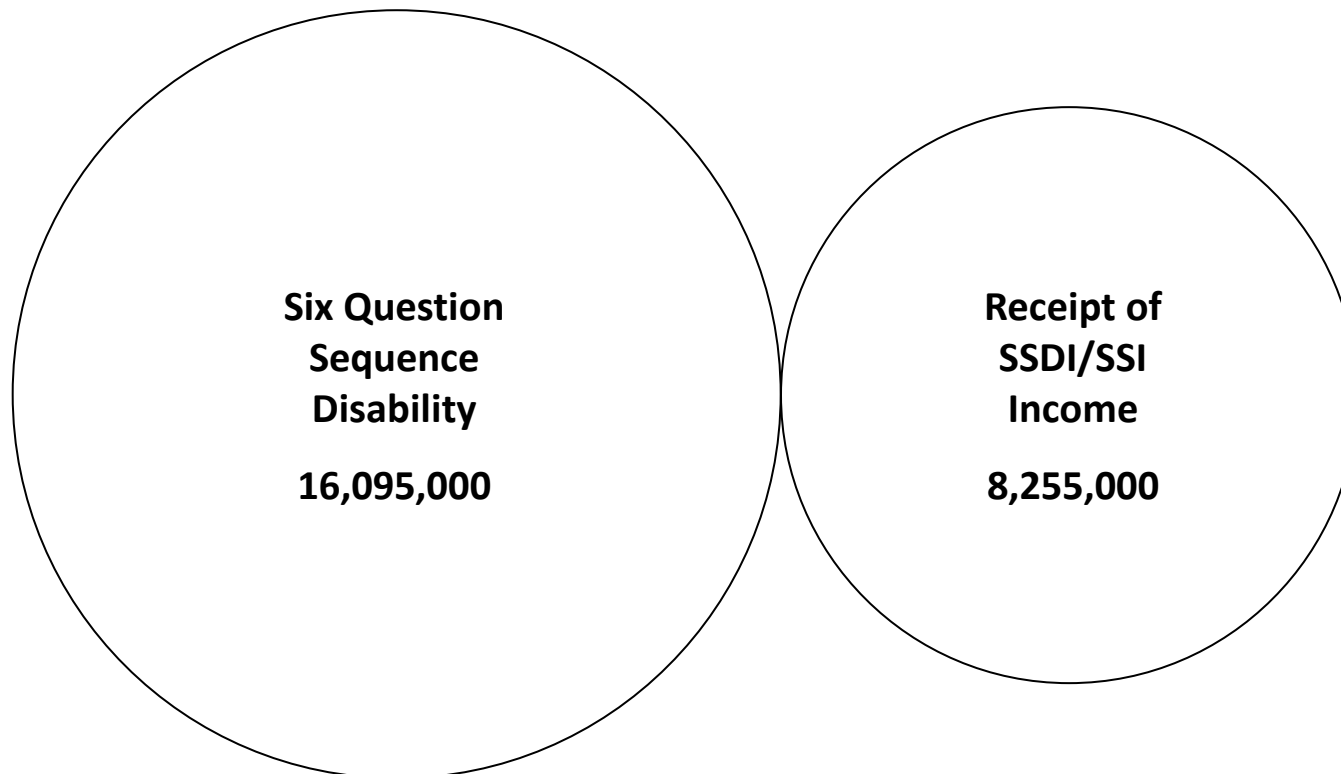 Six Question
Sequence
Disability
16,095,000
Receipt of
SSDI/SSI
Income
8,255,000